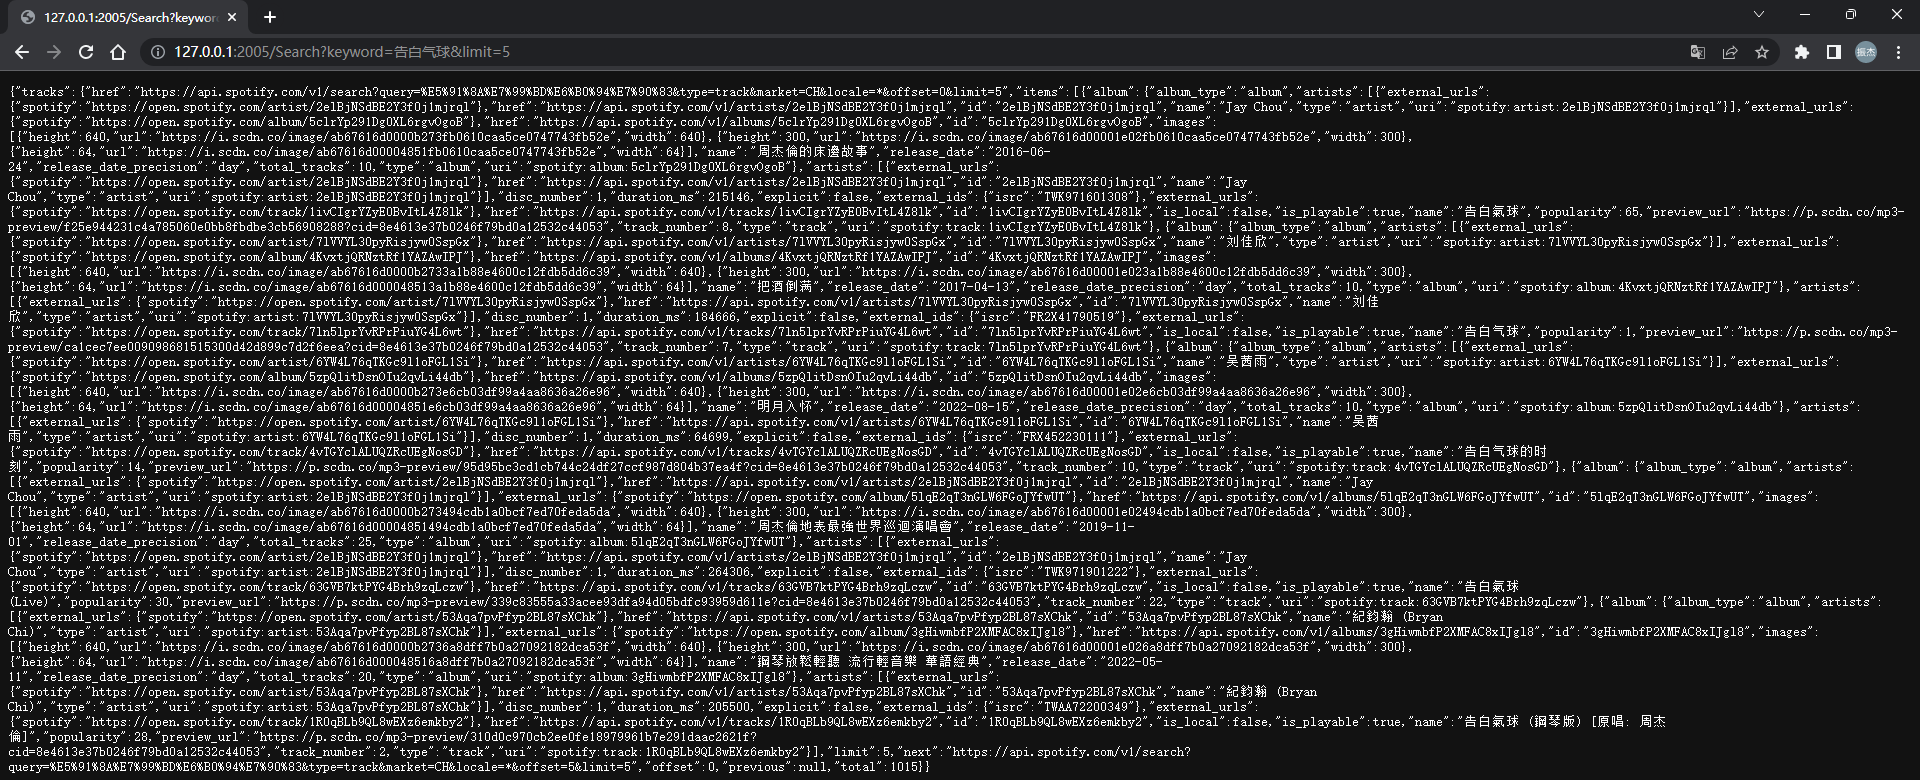 127.0.0.1:2005/Search?keywor
127.0.0.1:2005/Search?keyword=告白气球&limit=5
振杰
{"tracks":{"href":"https://api.spotify.com/v1/search?query=%E5%91%8A%E7%99%BD%E6%B0%94%E7%90%83&type=track&market=CH&locale=*&offset=0&limit=5","items":[{"album":{"album_type":"album","artists":[{"external_urls":
{"spotify":"https://open.spotify.com/artist/2elBjNSdBE2Y3f0j1mjrql"},"href":"https://api.spotify.com/v1/artists/2elBjNSdBE2Y3f0j1mjrql","id":"2elBjNSdBE2Y3f0j1mjrql","name":"Jay Chou","type":"artist","uri":"spotify:artist:2elBjNSdBE2Y3f0j1mjrql"}],"external_urls":
{"spotify":"https://open.spotify.com/album/5clrYp291Dg0XL6rgvOgoB"},"href":"https://api.spotify.com/v1/albums/5clrYp291Dg0XL6rgvOgoB","id":"5clrYp291Dg0XL6rgvOgoB","images":
[{"height":640,"url":"https://i.scdn.co/image/ab67616d0000b273fb0610caa5ce0747743fb52e","width":640},{"height":300,"url":"https://i.scdn.co/image/ab67616d00001e02fb0610caa5ce0747743fb52e","width":300},
{"height":64,"url":"https://i.scdn.co/image/ab67616d00004851fb0610caa5ce0747743fb52e","width":64}],"name":"周杰倫的床邊故事","release_date":"2016-06-
24","release_date_precision":"day","total_tracks":10,"type":"album","uri":"spotify:album:5clrYp291Dg0XL6rgvOgoB"},"artists":[{"external_urls":
{"spotify":"https://open.spotify.com/artist/2elBjNSdBE2Y3f0j1mjrql"},"href":"https://api.spotify.com/v1/artists/2elBjNSdBE2Y3f0j1mjrql","id":"2elBjNSdBE2Y3f0j1mjrql","name":"Jay
Chou","type":"artist","uri":"spotify:artist:2elBjNSdBE2Y3f0j1mjrql"}],"disc_number":1,"duration_ms":215146,"explicit":false,"external_ids":{"isrc":"TWK971601308"},"external_urls":
{"spotify":"https://open.spotify.com/track/1ivCIgrYZyE0BvItL4Z8lk"},"href":"https://api.spotify.com/v1/tracks/1ivCIgrYZyE0BvItL4Z8lk","id":"1ivCIgrYZyE0BvItL4Z8lk","is_local":false,"is_playable":true,"name":"告白氣球","popularity":65,"preview_url":"https://p.scdn.co/mp3-
preview/f25e944231c4a785060e0bb8fbdbe3cb56908288?cid=8e4613e37b0246f79bd0a12532c44053","track_number":8,"type":"track","uri":"spotify:track:1ivCIgrYZyE0BvItL4Z8lk"},{"album":{"album_type":"album","artists":[{"external_urls":
{"spotify":"https://open.spotify.com/artist/7lVVYL30pyRisjyw0SspGx"},"href":"https://api.spotify.com/v1/artists/7lVVYL30pyRisjyw0SspGx","id":"7lVVYL30pyRisjyw0SspGx","name":"刘佳欣","type":"artist","uri":"spotify:artist:7lVVYL30pyRisjyw0SspGx"}],"external_urls":
{"spotify":"https://open.spotify.com/album/4KvxtjQRNztRf1YAZAwIPJ"},"href":"https://api.spotify.com/v1/albums/4KvxtjQRNztRf1YAZAwIPJ","id":"4KvxtjQRNztRf1YAZAwIPJ","images":
[{"height":640,"url":"https://i.scdn.co/image/ab67616d0000b2733a1b88e4600c12fdb5dd6c39","width":640},{"height":300,"url":"https://i.scdn.co/image/ab67616d00001e023a1b88e4600c12fdb5dd6c39","width":300},
{"height":64,"url":"https://i.scdn.co/image/ab67616d000048513a1b88e4600c12fdb5dd6c39","width":64}],"name":"把酒倒满","release_date":"2017-04-13","release_date_precision":"day","total_tracks":10,"type":"album","uri":"spotify:album:4KvxtjQRNztRf1YAZAwIPJ"},"artists":
[{"external_urls":{"spotify":"https://open.spotify.com/artist/7lVVYL30pyRisjyw0SspGx"},"href":"https://api.spotify.com/v1/artists/7lVVYL30pyRisjyw0SspGx","id":"7lVVYL30pyRisjyw0SspGx","name":"刘佳
欣","type":"artist","uri":"spotify:artist:7lVVYL30pyRisjyw0SspGx"}],"disc_number":1,"duration_ms":184666,"explicit":false,"external_ids":{"isrc":"FR2X41790519"},"external_urls":
{"spotify":"https://open.spotify.com/track/7ln5lprYvRPrPiuYG4L6wt"},"href":"https://api.spotify.com/v1/tracks/7ln5lprYvRPrPiuYG4L6wt","id":"7ln5lprYvRPrPiuYG4L6wt","is_local":false,"is_playable":true,"name":"告白气球","popularity":1,"preview_url":"https://p.scdn.co/mp3-
preview/ca1cec7ee009098681515300d42d899c7d2f6eea?cid=8e4613e37b0246f79bd0a12532c44053","track_number":7,"type":"track","uri":"spotify:track:7ln5lprYvRPrPiuYG4L6wt"},{"album":{"album_type":"album","artists":[{"external_urls":
{"spotify":"https://open.spotify.com/artist/6YW4L76qTKGc9l1oFGL1Si"},"href":"https://api.spotify.com/v1/artists/6YW4L76qTKGc9l1oFGL1Si","id":"6YW4L76qTKGc9l1oFGL1Si","name":"吴茜雨","type":"artist","uri":"spotify:artist:6YW4L76qTKGc9l1oFGL1Si"}],"external_urls":
{"spotify":"https://open.spotify.com/album/5zpQlitDsnOIu2qvLi44db"},"href":"https://api.spotify.com/v1/albums/5zpQlitDsnOIu2qvLi44db","id":"5zpQlitDsnOIu2qvLi44db","images":
[{"height":640,"url":"https://i.scdn.co/image/ab67616d0000b273e6cb03df99a4aa8636a26e96","width":640},{"height":300,"url":"https://i.scdn.co/image/ab67616d00001e02e6cb03df99a4aa8636a26e96","width":300},
{"height":64,"url":"https://i.scdn.co/image/ab67616d00004851e6cb03df99a4aa8636a26e96","width":64}],"name":"明月入怀","release_date":"2022-08-15","release_date_precision":"day","total_tracks":10,"type":"album","uri":"spotify:album:5zpQlitDsnOIu2qvLi44db"},"artists":
[{"external_urls":{"spotify":"https://open.spotify.com/artist/6YW4L76qTKGc9l1oFGL1Si"},"href":"https://api.spotify.com/v1/artists/6YW4L76qTKGc9l1oFGL1Si","id":"6YW4L76qTKGc9l1oFGL1Si","name":"吴茜
雨","type":"artist","uri":"spotify:artist:6YW4L76qTKGc9l1oFGL1Si"}],"disc_number":1,"duration_ms":64699,"explicit":false,"external_ids":{"isrc":"FRX452230111"},"external_urls":
{"spotify":"https://open.spotify.com/track/4vTGYclALUQZRcUEgNosGD"},"href":"https://api.spotify.com/v1/tracks/4vTGYclALUQZRcUEgNosGD","id":"4vTGYclALUQZRcUEgNosGD","is_local":false,"is_playable":true,"name":"告白气球的时
刻","popularity":14,"preview_url":"https://p.scdn.co/mp3-preview/95d95bc3cd1cb744c24df27ccf987d804b37ea4f?cid=8e4613e37b0246f79bd0a12532c44053","track_number":10,"type":"track","uri":"spotify:track:4vTGYclALUQZRcUEgNosGD"},{"album":{"album_type":"album","artists":
[{"external_urls":{"spotify":"https://open.spotify.com/artist/2elBjNSdBE2Y3f0j1mjrql"},"href":"https://api.spotify.com/v1/artists/2elBjNSdBE2Y3f0j1mjrql","id":"2elBjNSdBE2Y3f0j1mjrql","name":"Jay
Chou","type":"artist","uri":"spotify:artist:2elBjNSdBE2Y3f0j1mjrql"}],"external_urls":{"spotify":"https://open.spotify.com/album/5lqE2qT3nGLW6FGoJYfwUT"},"href":"https://api.spotify.com/v1/albums/5lqE2qT3nGLW6FGoJYfwUT","id":"5lqE2qT3nGLW6FGoJYfwUT","images":
[{"height":640,"url":"https://i.scdn.co/image/ab67616d0000b273494cdb1a0bcf7ed70feda5da","width":640},{"height":300,"url":"https://i.scdn.co/image/ab67616d00001e02494cdb1a0bcf7ed70feda5da","width":300},
{"height":64,"url":"https://i.scdn.co/image/ab67616d00004851494cdb1a0bcf7ed70feda5da","width":64}],"name":"周杰倫地表最強世界巡迴演唱會","release_date":"2019-11-
01","release_date_precision":"day","total_tracks":25,"type":"album","uri":"spotify:album:5lqE2qT3nGLW6FGoJYfwUT"},"artists":[{"external_urls":
{"spotify":"https://open.spotify.com/artist/2elBjNSdBE2Y3f0j1mjrql"},"href":"https://api.spotify.com/v1/artists/2elBjNSdBE2Y3f0j1mjrql","id":"2elBjNSdBE2Y3f0j1mjrql","name":"Jay
Chou","type":"artist","uri":"spotify:artist:2elBjNSdBE2Y3f0j1mjrql"}],"disc_number":1,"duration_ms":264306,"explicit":false,"external_ids":{"isrc":"TWK971901222"},"external_urls":
{"spotify":"https://open.spotify.com/track/63GVB7ktPYG4Brh9zqLczw"},"href":"https://api.spotify.com/v1/tracks/63GVB7ktPYG4Brh9zqLczw","id":"63GVB7ktPYG4Brh9zqLczw","is_local":false,"is_playable":true,"name":"告白氣球
(Live)","popularity":30,"preview_url":"https://p.scdn.co/mp3-preview/339c83555a33acee93dfa94d05bdfc93959d611e?cid=8e4613e37b0246f79bd0a12532c44053","track_number":22,"type":"track","uri":"spotify:track:63GVB7ktPYG4Brh9zqLczw"},{"album":{"album_type":"album","artists":
[{"external_urls":{"spotify":"https://open.spotify.com/artist/53Aqa7pvPfyp2BL87sXChk"},"href":"https://api.spotify.com/v1/artists/53Aqa7pvPfyp2BL87sXChk","id":"53Aqa7pvPfyp2BL87sXChk","name":"紀鈞瀚 (Bryan
Chi)","type":"artist","uri":"spotify:artist:53Aqa7pvPfyp2BL87sXChk"}],"external_urls":{"spotify":"https://open.spotify.com/album/3gHiwmbfP2XMFAC8xIJgl8"},"href":"https://api.spotify.com/v1/albums/3gHiwmbfP2XMFAC8xIJgl8","id":"3gHiwmbfP2XMFAC8xIJgl8","images":
[{"height":640,"url":"https://i.scdn.co/image/ab67616d0000b2736a8dff7b0a27092182dca53f","width":640},{"height":300,"url":"https://i.scdn.co/image/ab67616d00001e026a8dff7b0a27092182dca53f","width":300},
{"height":64,"url":"https://i.scdn.co/image/ab67616d000048516a8dff7b0a27092182dca53f","width":64}],"name":"鋼琴放鬆輕聽 流行輕音樂 華語經典","release_date":"2022-05-
11","release_date_precision":"day","total_tracks":20,"type":"album","uri":"spotify:album:3gHiwmbfP2XMFAC8xIJgl8"},"artists":[{"external_urls":
{"spotify":"https://open.spotify.com/artist/53Aqa7pvPfyp2BL87sXChk"},"href":"https://api.spotify.com/v1/artists/53Aqa7pvPfyp2BL87sXChk","id":"53Aqa7pvPfyp2BL87sXChk","name":"紀鈞瀚 (Bryan
Chi)","type":"artist","uri":"spotify:artist:53Aqa7pvPfyp2BL87sXChk"}],"disc_number":1,"duration_ms":205500,"explicit":false,"external_ids":{"isrc":"TWAA72200349"},"external_urls":
{"spotify":"https://open.spotify.com/track/1R0qBLb9QL8wEXz6emkby2"},"href":"https://api.spotify.com/v1/tracks/1R0qBLb9QL8wEXz6emkby2","id":"1R0qBLb9QL8wEXz6emkby2","is_local":false,"is_playable":true,"name":"告白氣球 (鋼琴版) [原唱: 周杰
倫]","popularity":28,"preview_url":"https://p.scdn.co/mp3-preview/310d0c970cb2ee0fe18979961b7e291daac2621f?
cid=8e4613e37b0246f79bd0a12532c44053","track_number":2,"type":"track","uri":"spotify:track:1R0qBLb9QL8wEXz6emkby2"}],"limit":5,"next":"https://api.spotify.com/v1/search?
query=%E5%91%8A%E7%99%BD%E6%B0%94%E7%90%83&type=track&market=CH&locale=*&offset=5&limit=5","offset":0,"previous":null,"total":1015}}